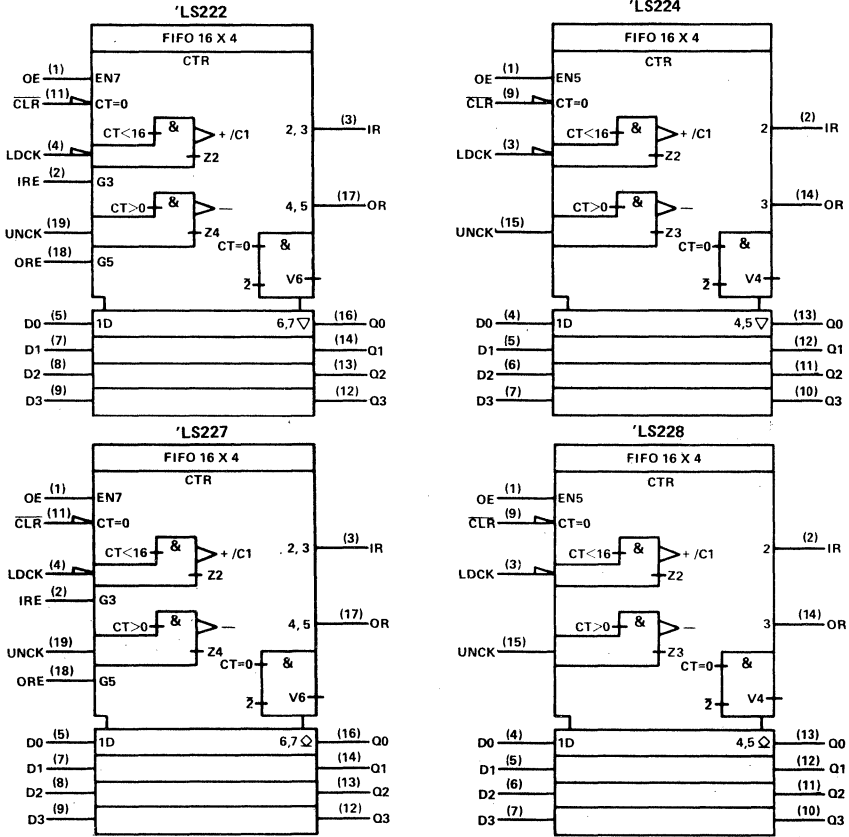 'LS222
FIFO 16 X 4
CTR
OE (1) EN7
CLR (11) CT=0
CT<16 & +/C1
2, 3 (3) IR
LDCK (4) Z2
IRE (2) G3
CT>0 & —
4, 5 (17) OR
UNCK (19) Z4
CT=0 &
ORE (18) G5
2 V6
D0 (5) 1D 6,7 ▽ (16) Q0
D1 (7) (14) Q1
D2 (8) (13) Q2
D3 (9) (12) Q3
'LS224
FIFO 16 X 4
CTR
OE (1) EN5
CLR (9) CT=0
CT<16 & +/C1
2 (2) IR
LDCK (3) Z2
CT>0 & —
3 (14) OR
UNCK (15) Z3
CT=0 &
2 V4
D0 (4) 1D 4,5 ▽ (13) Q0
D1 (5) (12) Q1
D2 (6) (11) Q2
D3 (7) (10) Q3
'LS227
FIFO 16 X 4
CTR
OE (1) EN7
CLR (11) CT=0
CT<16 & +/C1
2, 3 (3) IR
LDCK (4) Z2
IRE (2) G3
CT>0 & —
4, 5 (17) OR
UNCK (19) Z4
CT=0 &
ORE (18) G5
2 V6
D0 (5) 1D 6,7 ◇ (16) Q0
D1 (7) (14) Q1
D2 (8) (13) Q2
D3 (9) (12) Q3
'LS228
FIFO 16 X 4
CTR
OE (1) EN5
CLR (9) CT=0
CT<16 & +/C1
2 (2) IR
LDCK (3) Z2
CT>0 & —
3 (14) OR
UNCK (15) Z3
CT=0 &
2 V4
D0 (4) 1D 4,5 ◇ (13) Q0
D1 (5) (12) Q1
D2 (6) (11) Q2
D3 (7) (10) Q3